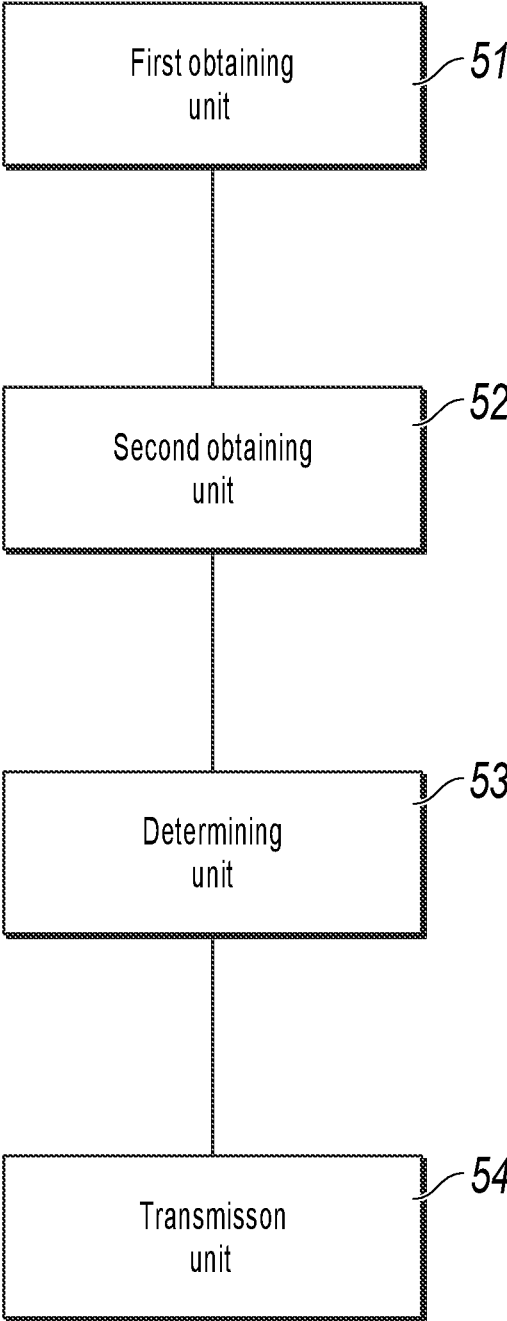 First obtaining
unit
51
Second obtaining
unit
52
Determining
unit
53
Transmisson
unit
54